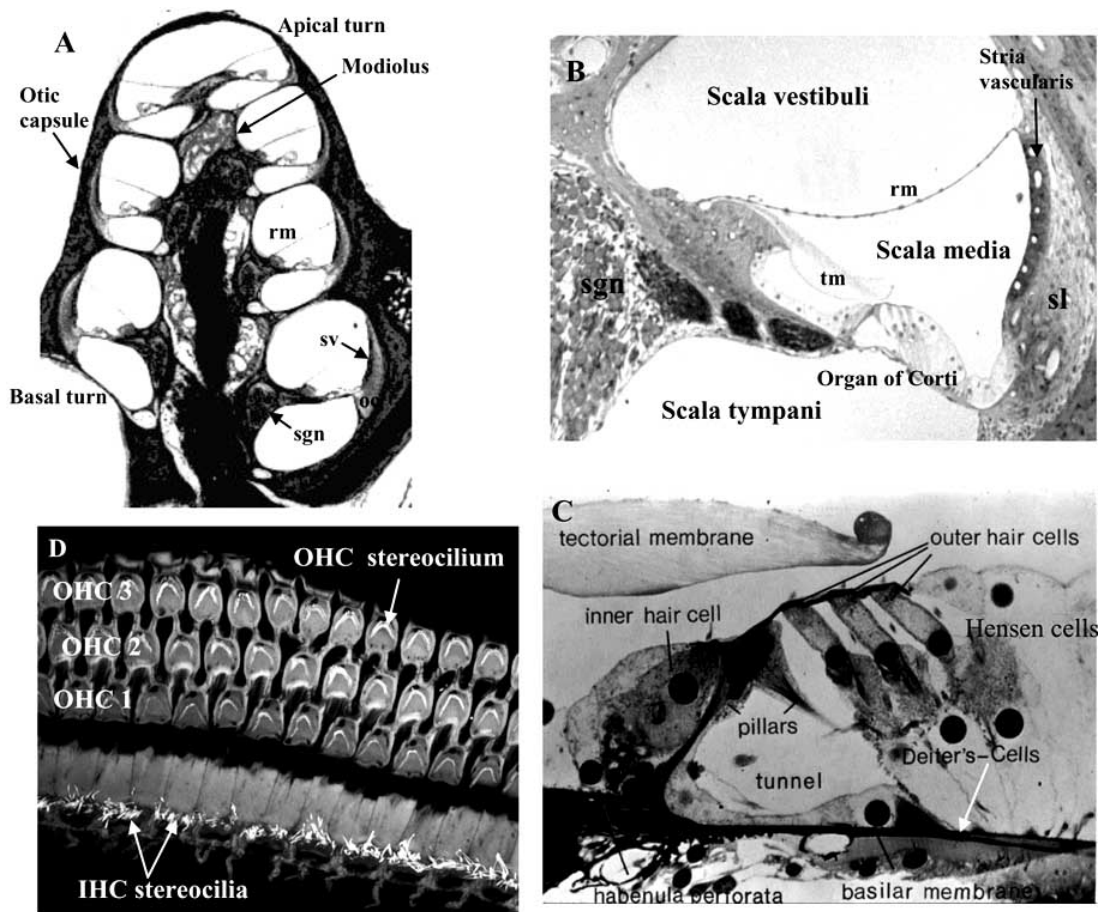 A
Apical turn
Modiolus
Otic
capsule
rm
sv
oc
Basal turn
sgn
B
Scala vestibuli
Stria
vascularis
rm
Scala media
tm
sgn
sl
Organ of Corti
Scala tympani
D
OHC stereocilium
OHC 3
OHC 2
OHC 1
IHC stereocilia
C
tectorial membrane
outer hair cells
inner hair cell
Hensen cells
pillars
Deiter's-Cells
tunnel
habenula perforata
basilar membrane